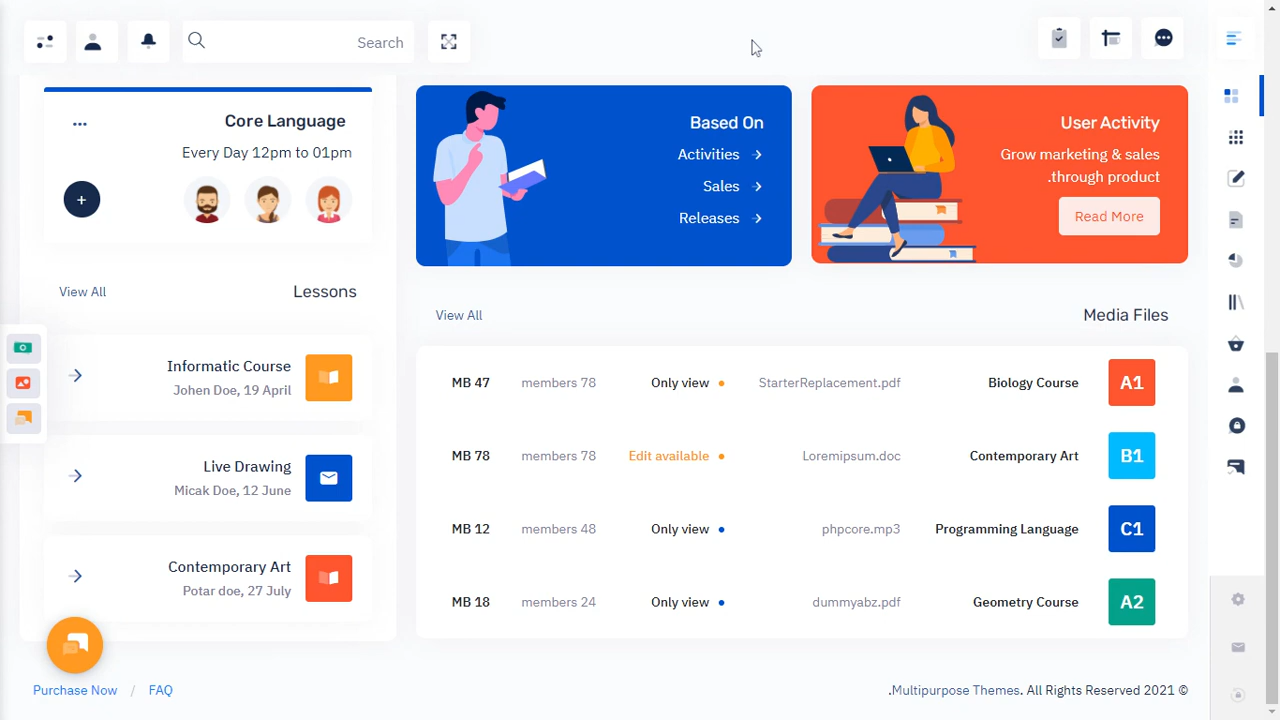 Search
Core Language
Every Day 12pm to 01pm
View All
Lessons
Informatic Course
Johen Doe, 19 April
Live Drawing
Micak Doe, 12 June
Contemporary Art
Potar doe, 27 July
Based On
Activities
Sales
Releases
User Activity
Grow marketing & sales
.through product
Read More
View All
Media Files
MB 47 members 78 Only view StarterReplacement.pdf Biology Course A1
MB 78 members 78 Edit available Loremipsum.doc Contemporary Art B1
MB 12 members 48 Only view phpcore.mp3 Programming Language C1
MB 18 members 24 Only view dummyabz.pdf Geometry Course A2
Purchase Now / FAQ
.Multipurpose Themes. All Rights Reserved 2021 ©